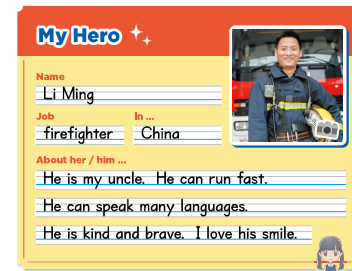 My Hero
Name
Li Ming
Job
In ...
firefighter
China
About her / him ...
He is my uncle. He can run fast.
He can speak many languages.
He is kind and brave. I love his smile.